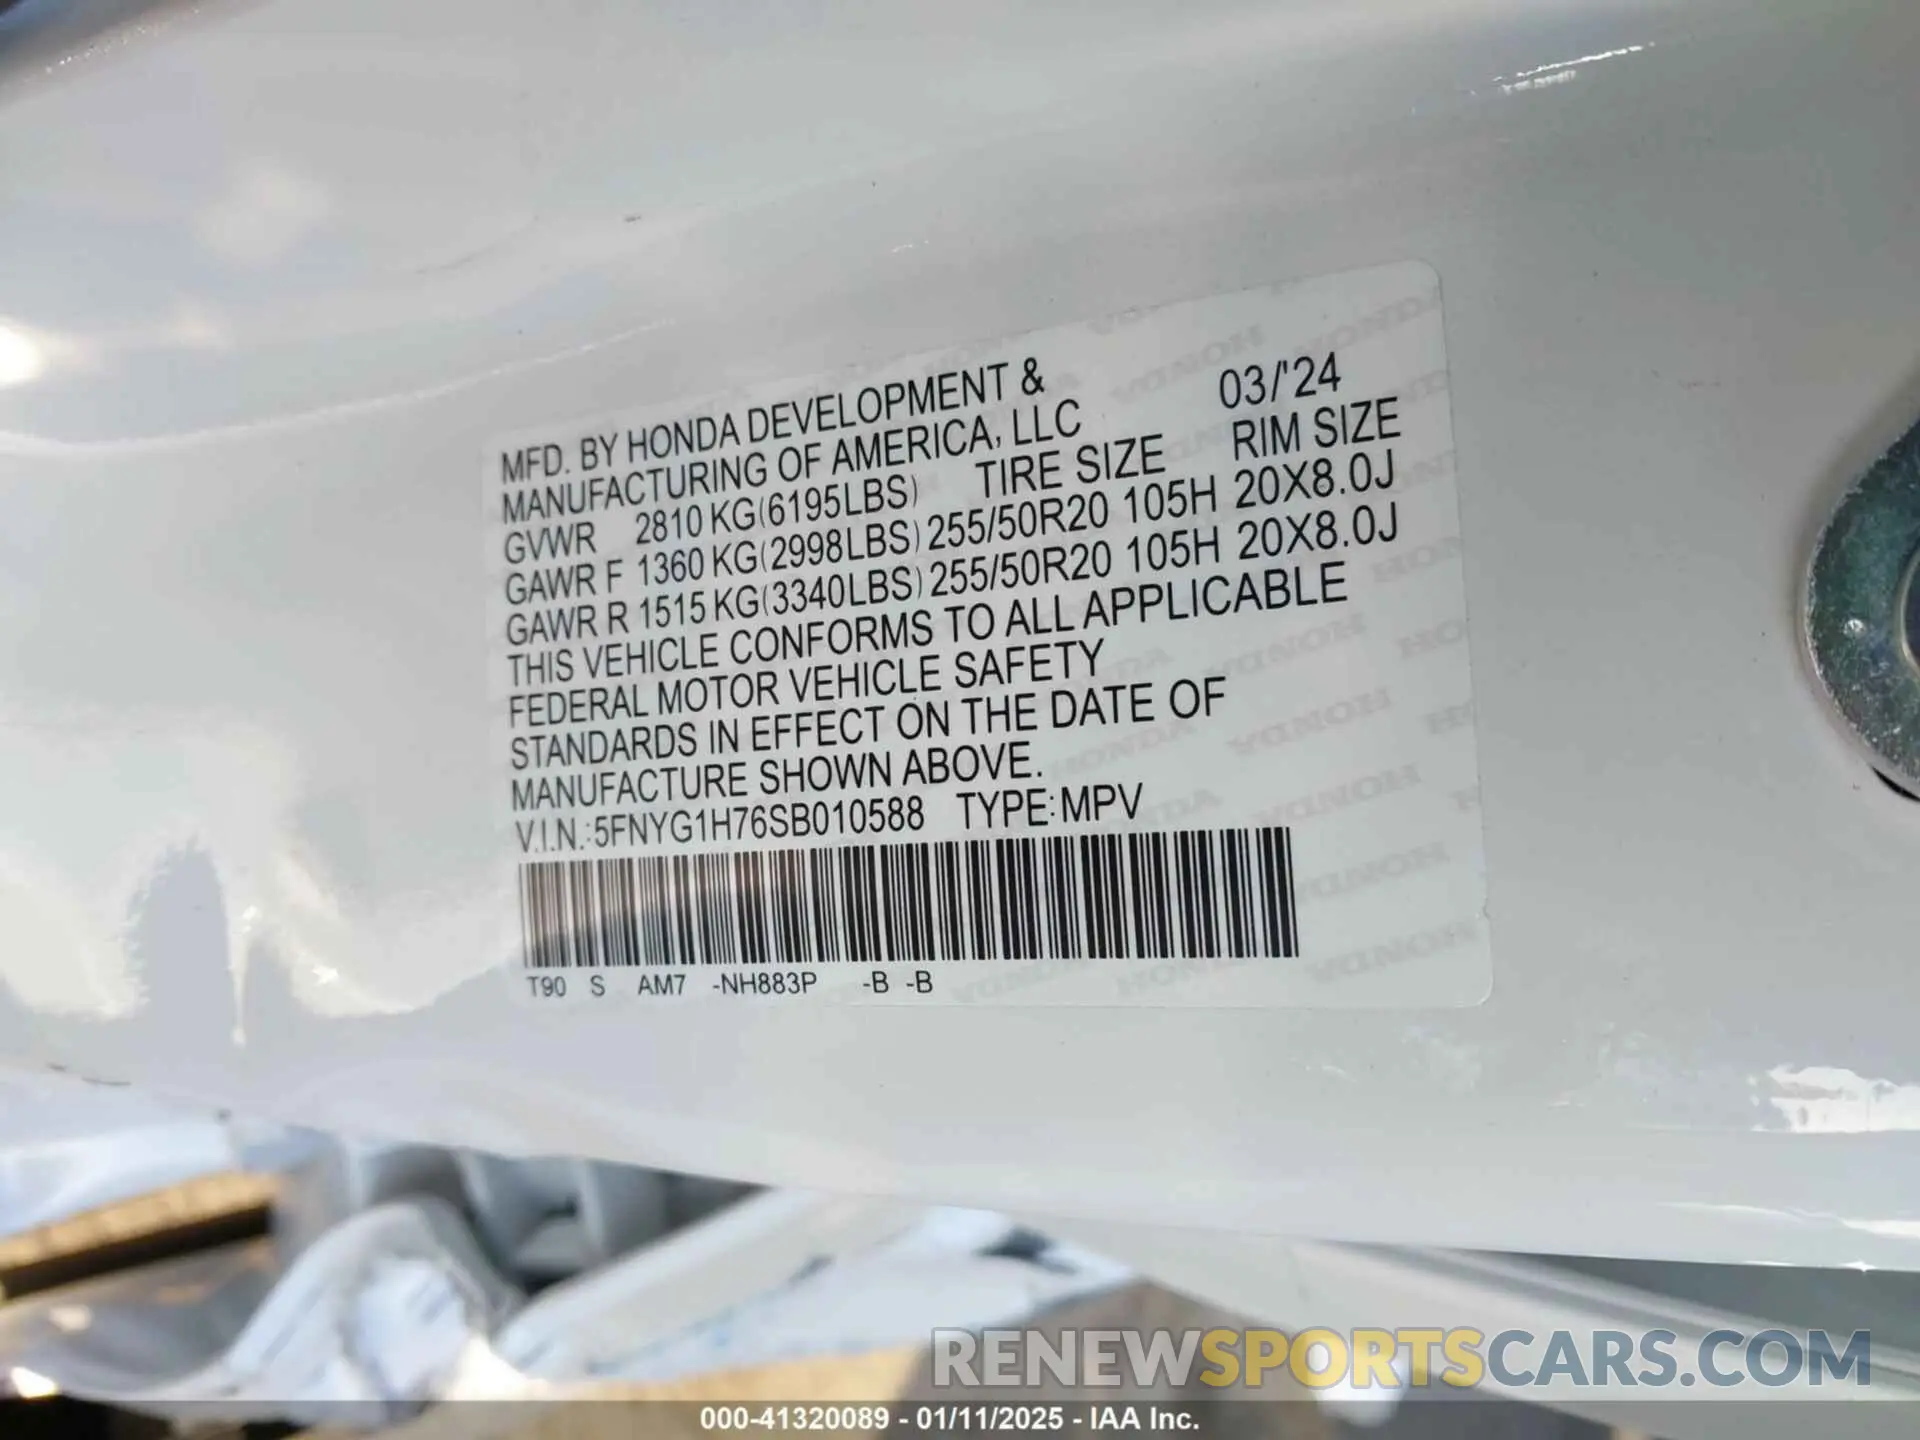 MFD. BY HONDA DEVELOPMENT & 03/'24
MANUFACTURING OF AMERICA, LLC
GVWR 2810 KG(6195LBS) TIRE SIZE RIM SIZE
GAWR F 1360 KG(2998LBS) 255/50R20 105H 20X8.0J
GAWR R 1515 KG(3340LBS) 255/50R20 105H 20X8.0J
THIS VEHICLE CONFORMS TO ALL APPLICABLE
FEDERAL MOTOR VEHICLE SAFETY
STANDARDS IN EFFECT ON THE DATE OF
MANUFACTURE SHOWN ABOVE.
V.I.N.:5FNYG1H76SB010588 TYPE:MPV
T90 S AM7 -NH883P -B -B
RENEWSPORTSCARS.COM
000-41320089 - 01/11/2025 - IAA Inc.